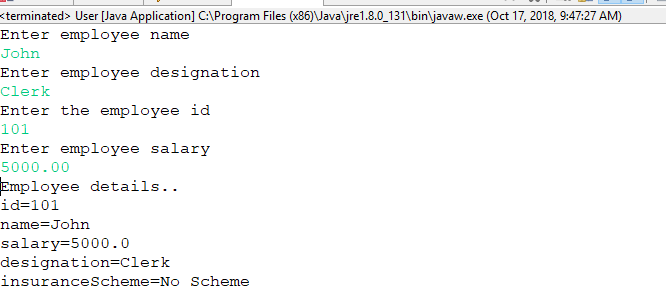 <terminated> User [Java Application] C:\Program Files (x86)\Java\jre1.8.0_131\bin\javaw.exe (Oct 17, 2018, 9:47:27 AM)
Enter employee name
John
Enter employee designation
Clerk
Enter the employee id
101
Enter employee salary
5000.00
Employee details..
id=101
name=John
salary=5000.0
designation=Clerk
insuranceScheme=No Scheme